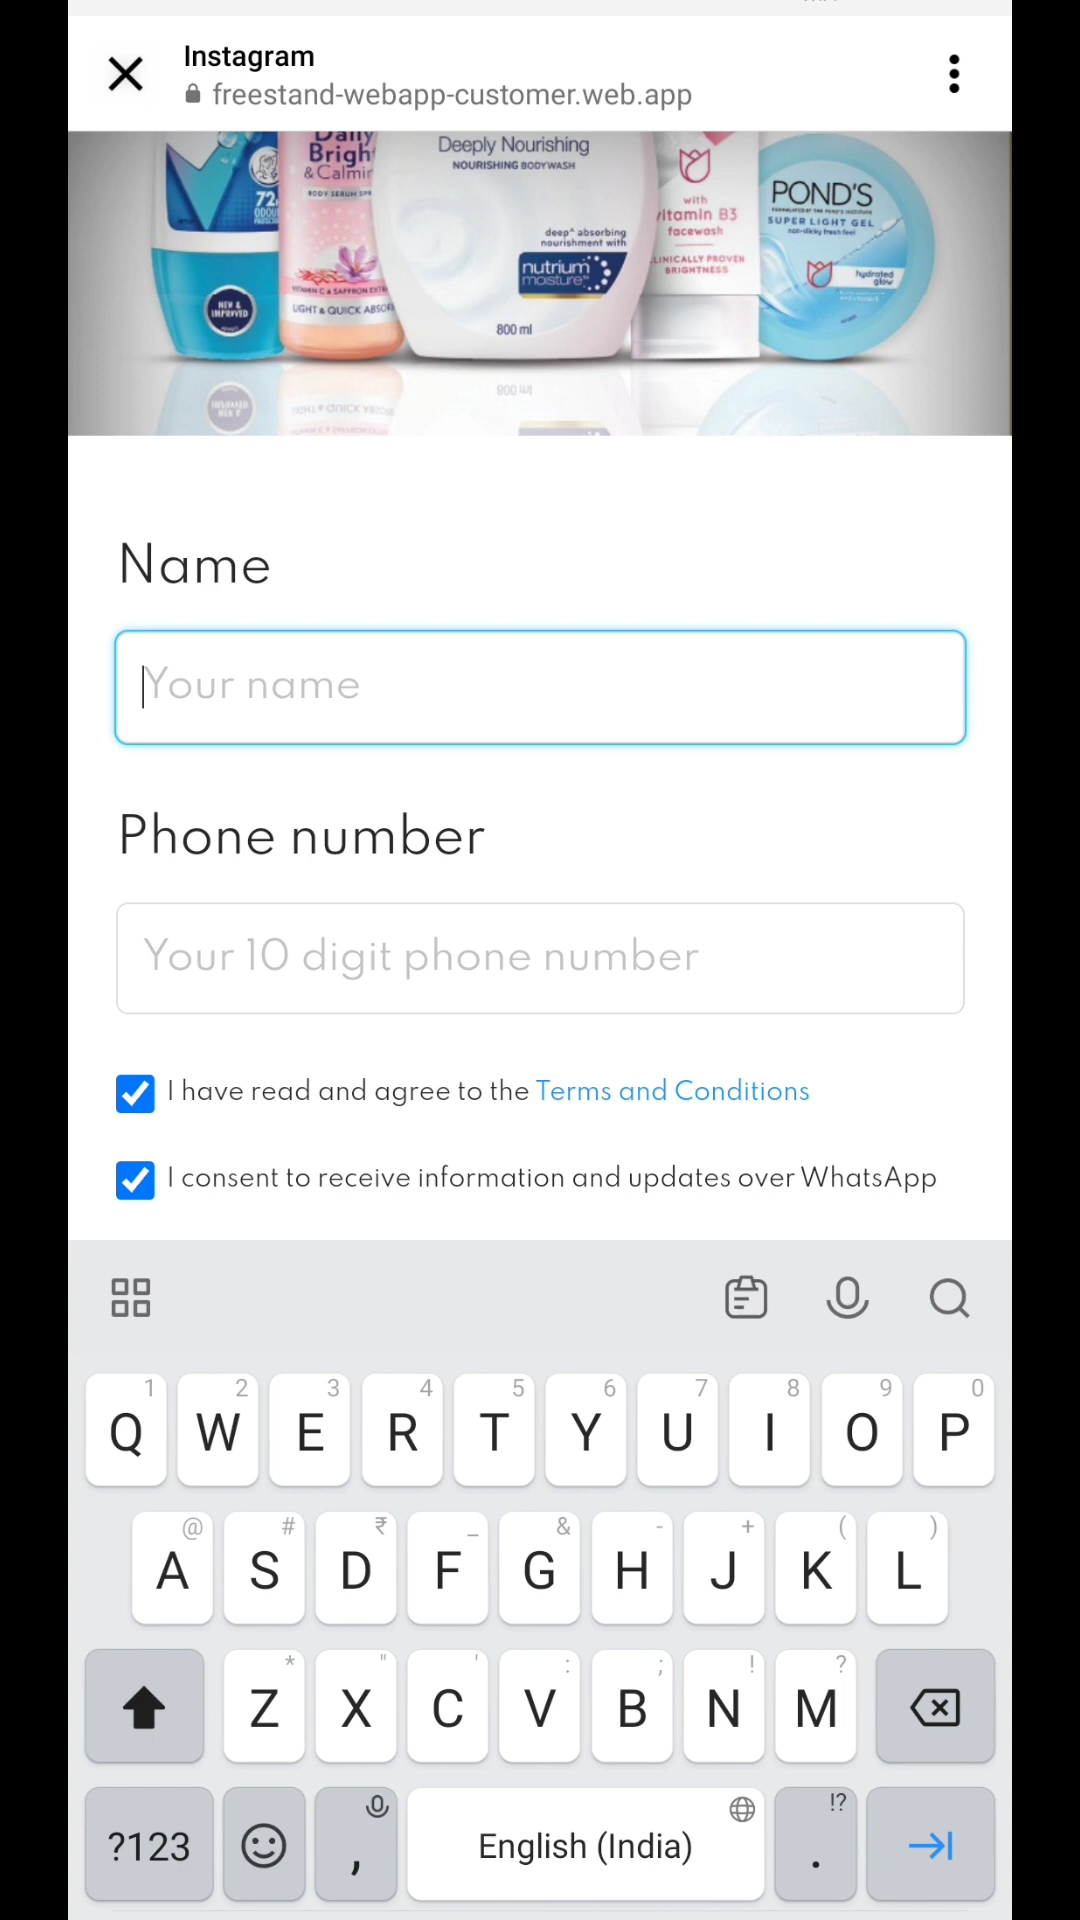 Instagram
freestand-webapp-customer.web.app
Daily
Bright
& Calming
BODY SERUM
72
ODOUR
NEW &
IMPROVED
VITAMIN C & SAFFRON
LIGHT & QUICK
Deeply Nourishing
NOURISHING BODYWASH
deep^ absorbing
nourishment with
nutrium
moisture
800 ml
with
Vitamin B3
facewash
CLINICALLY PROVEN
BRIGHTNESS
POND'S
SUPER LIGHT GEL
non-sticky fresh feel
hydrated
glow
Name
Your name
Phone number
Your 10 digit phone number
I have read and agree to the Terms and Conditions
I consent to receive information and updates over WhatsApp
1 2 3 4 5 6 7 8 9 0
Q W E R T Y U I O P
@ # ₹ _ & - + ( )
A S D F G H J K L
* " ' : ; ! ?
Z X C V B N M
!?
?123 , English (India) .